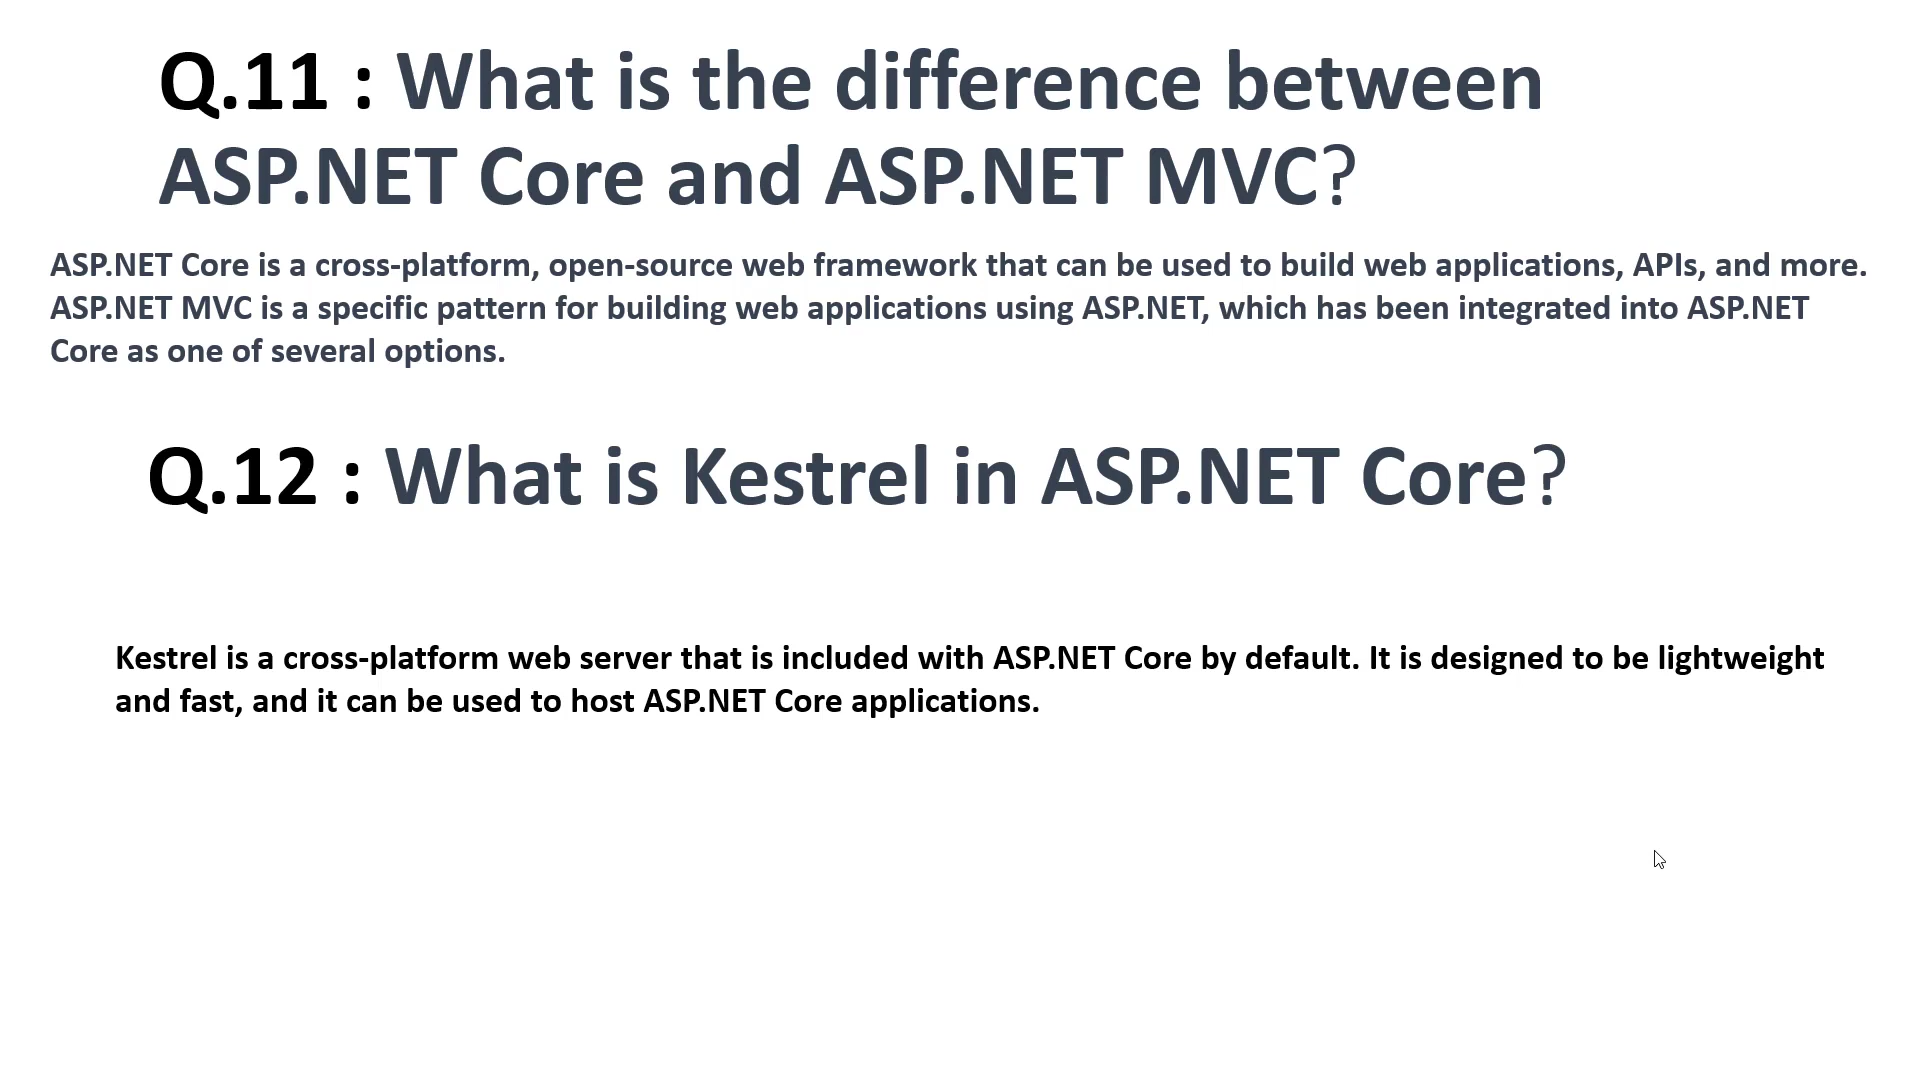 Q.11 : What is the difference between
ASP.NET Core and ASP.NET MVC?
ASP.NET Core is a cross-platform, open-source web framework that can be used to build web applications, APIs, and more.
ASP.NET MVC is a specific pattern for building web applications using ASP.NET, which has been integrated into ASP.NET
Core as one of several options.
Q.12 : What is Kestrel in ASP.NET Core?
Kestrel is a cross-platform web server that is included with ASP.NET Core by default. It is designed to be lightweight
and fast, and it can be used to host ASP.NET Core applications.